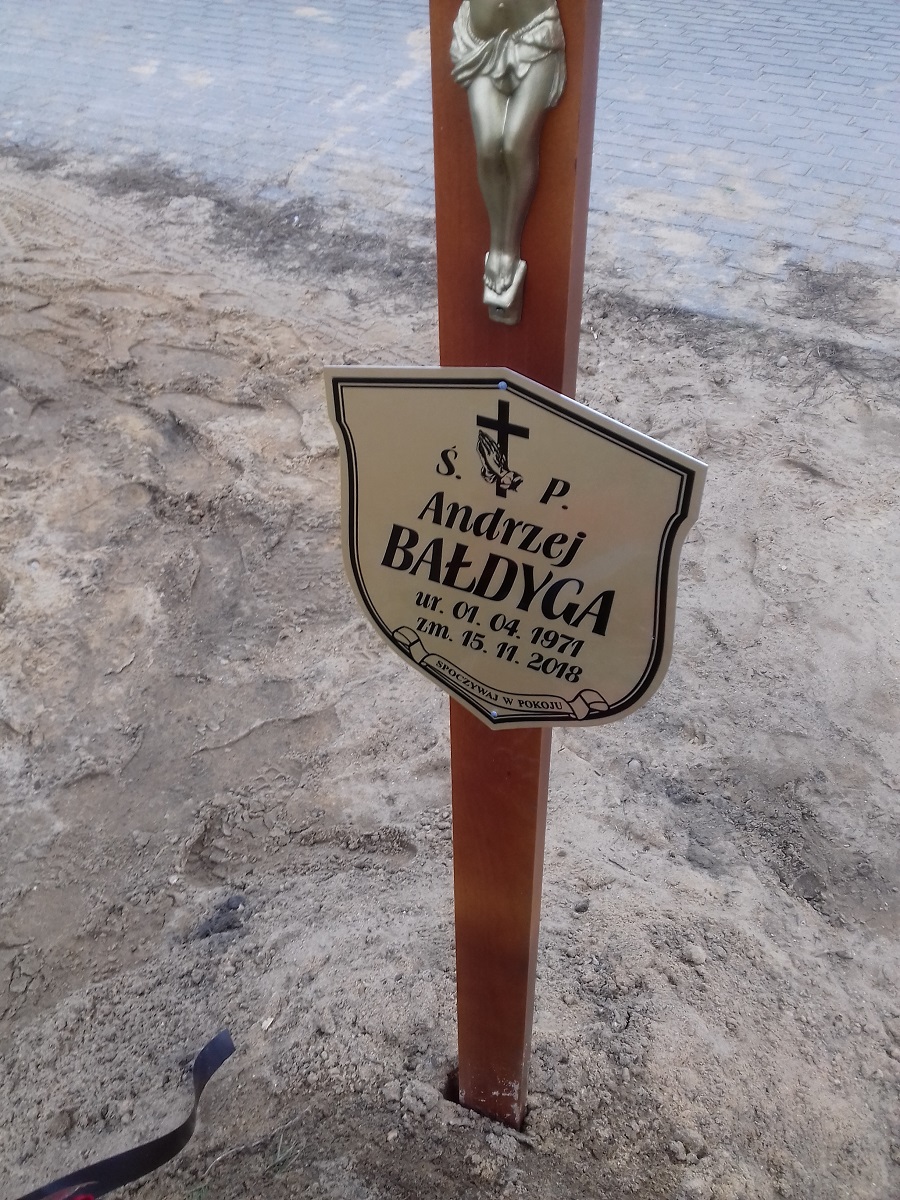 Ś. P.
Andrzej
BAŁDYGA
ur. 01. 04. 1971
zm. 15. 11. 2018
SPOCZYWAJ W POKOJU